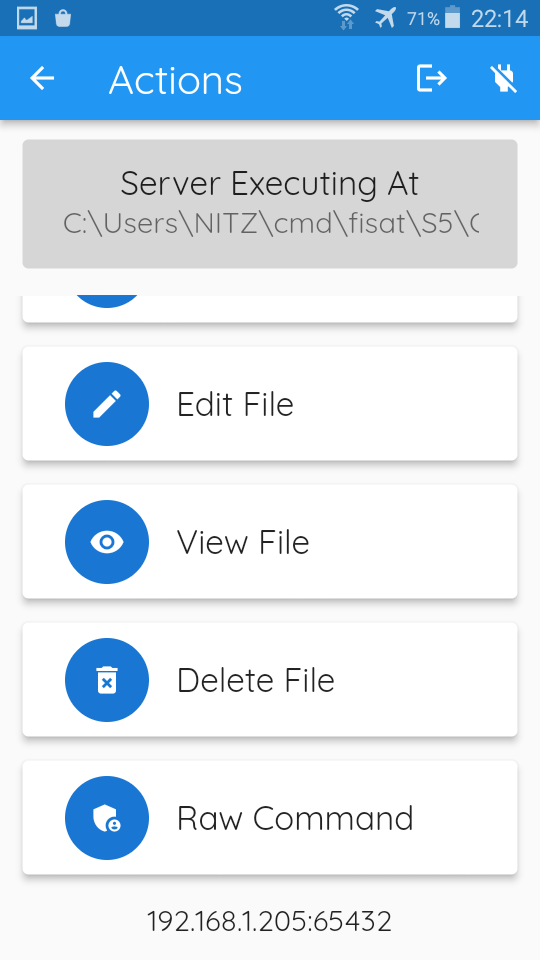 71% 22:14
Actions
Server Executing At
C:\Users\NITZ\cmd\fisat\S5\
Edit File
View File
Delete File
Raw Command
192.168.1.205:65432